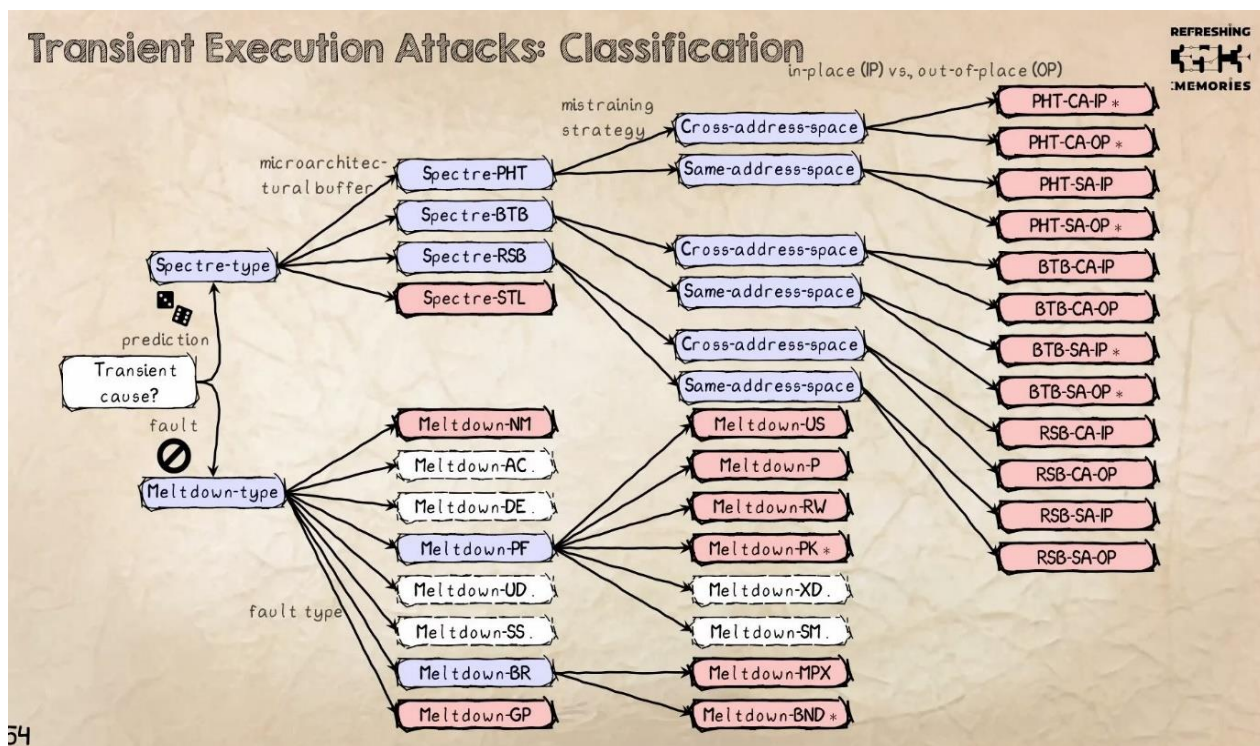 Transient Execution Attacks: Classification
REFRESHING
MEMORIES
in-place (IP) vs., out-of-place (OP)
mistraining
strategy
microarchitec-
tural buffer
Spectre-type
prediction
Transient
cause?
fault
Meltdown-type
fault type
Spectre-PHT
Spectre-BTB
Spectre-RSB
Spectre-STL
Meltdown-NM
Meltdown-AC.
Meltdown-DE.
Meltdown-PF
Meltdown-UD.
Meltdown-SS.
Meltdown-BR
Meltdown-GP
Cross-address-space
Same-address-space
Cross-address-space
Same-address-space
Cross-address-space
Same-address-space
Meltdown-US
Meltdown-P
Meltdown-RW
Meltdown-PK *
Meltdown-XD.
Meltdown-SM.
Meltdown-MPX
Meltdown-BND *
PHT-CA-IP *
PHT-CA-OP *
PHT-SA-IP
PHT-SA-OP *
BTB-CA-IP
BTB-CA-OP
BTB-SA-IP *
BTB-SA-OP *
RSB-CA-IP
RSB-CA-OP
RSB-SA-IP
RSB-SA-OP
54